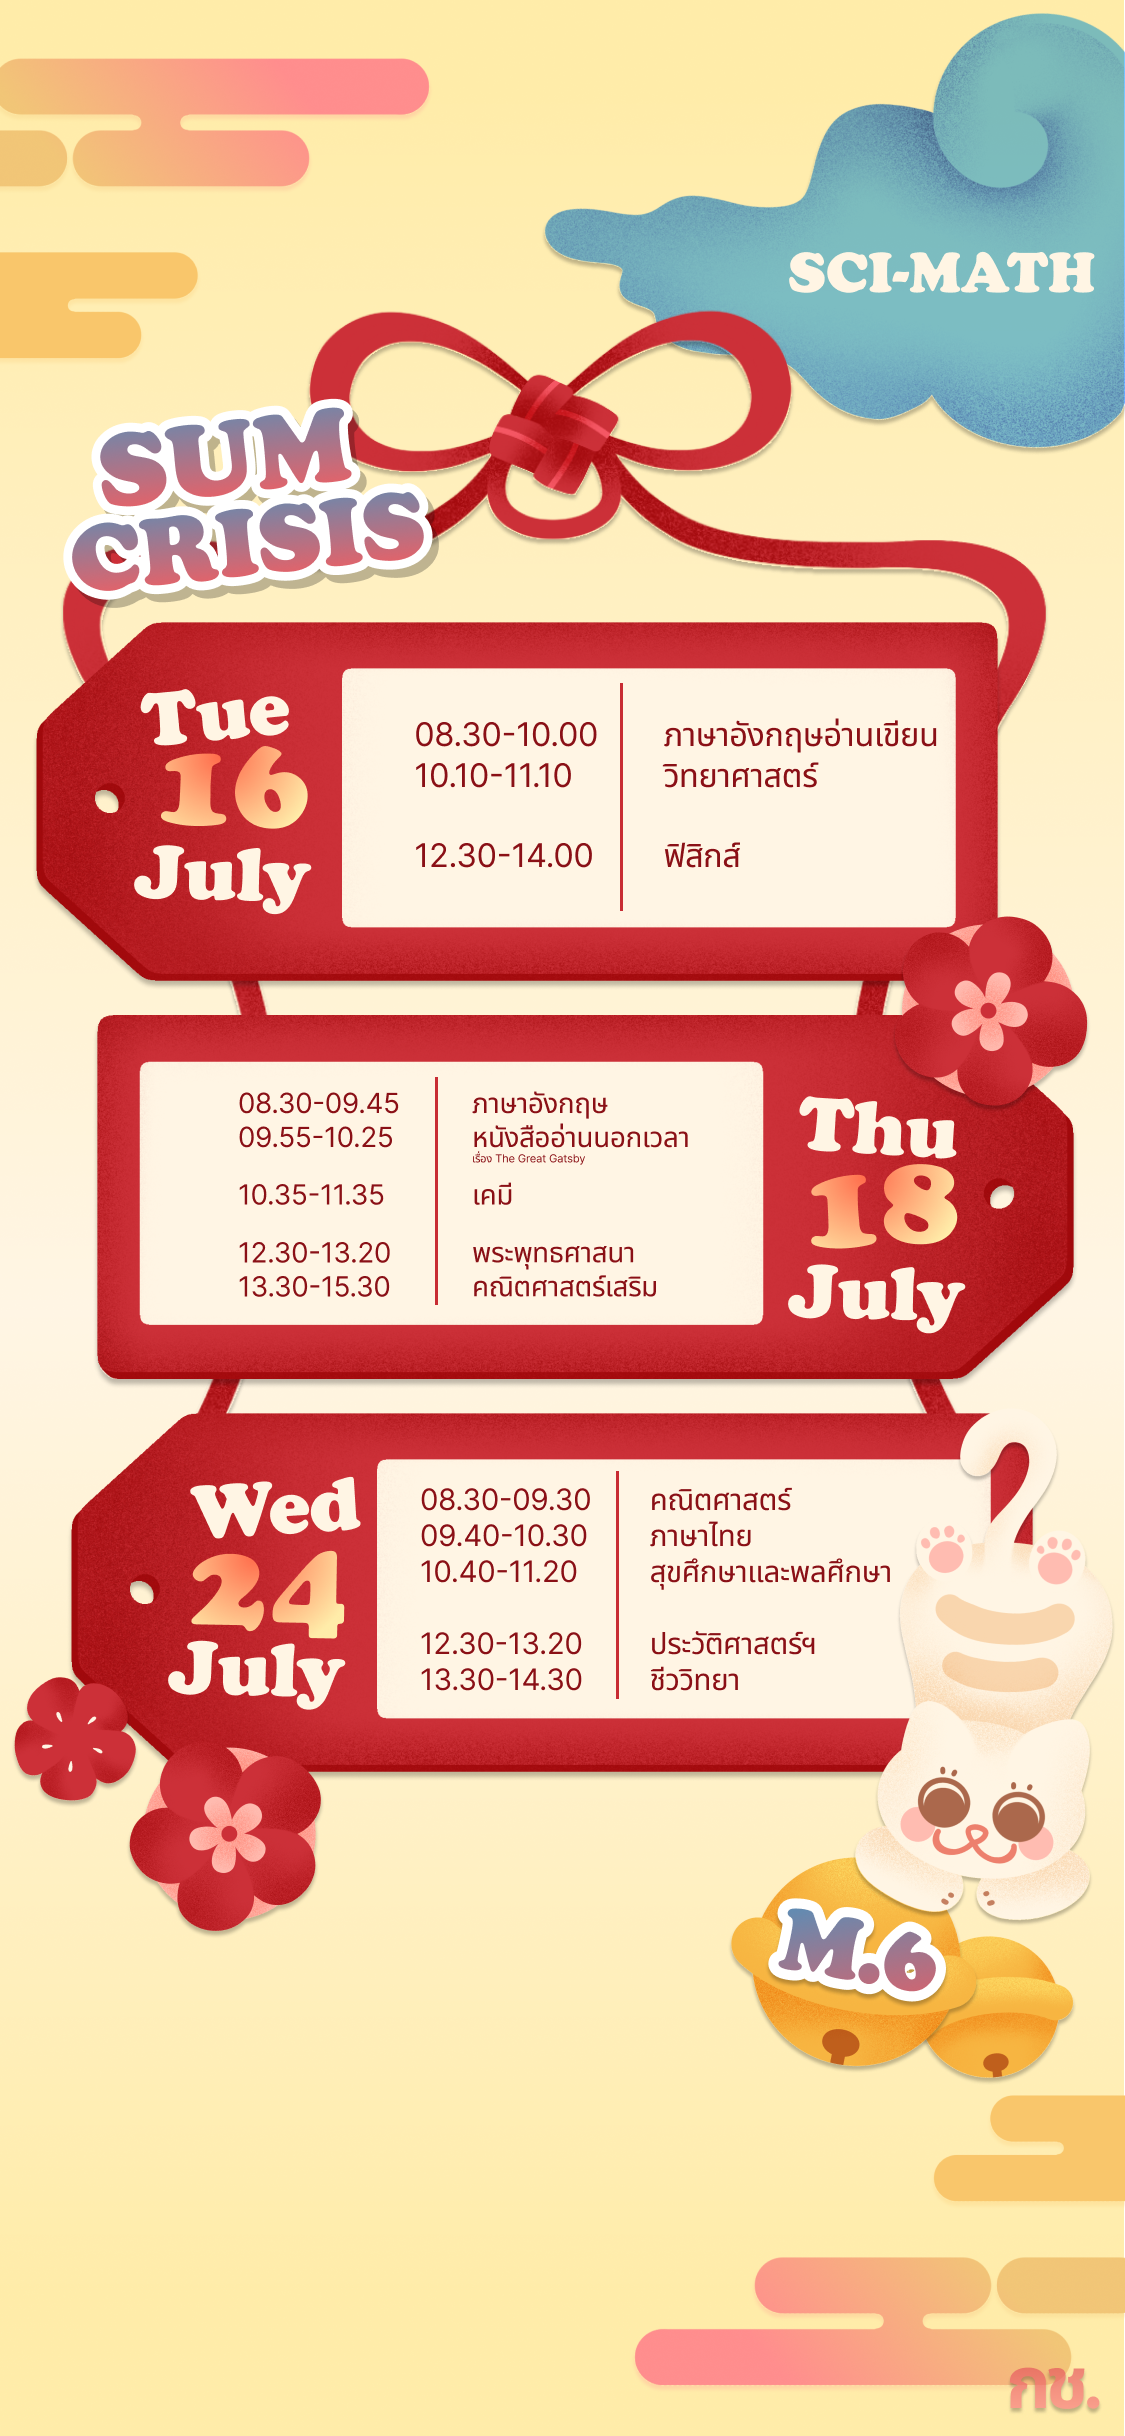 SCI-MATH
SUM
CRISIS
Tue
16
July
08.30-10.00 ภาษาอังกฤษอ่านเขียน
10.10-11.10 วิทยาศาสตร์
12.30-14.00 ฟิสิกส์
08.30-09.45 ภาษาอังกฤษ
09.55-10.25 หนังสืออ่านนอกเวลา
เรื่อง The Great Gatsby
10.35-11.35 เคมี
12.30-13.20 พระพุทธศาสนา
13.30-15.30 คณิตศาสตร์เสริม
Thu
18
July
Wed
24
July
08.30-09.30 คณิตศาสตร์
09.40-10.30 ภาษาไทย
10.40-11.20 สุขศึกษาและพลศึกษา
12.30-13.20 ประวัติศาสตร์ฯ
13.30-14.30 ชีววิทยา
M.6
กช.